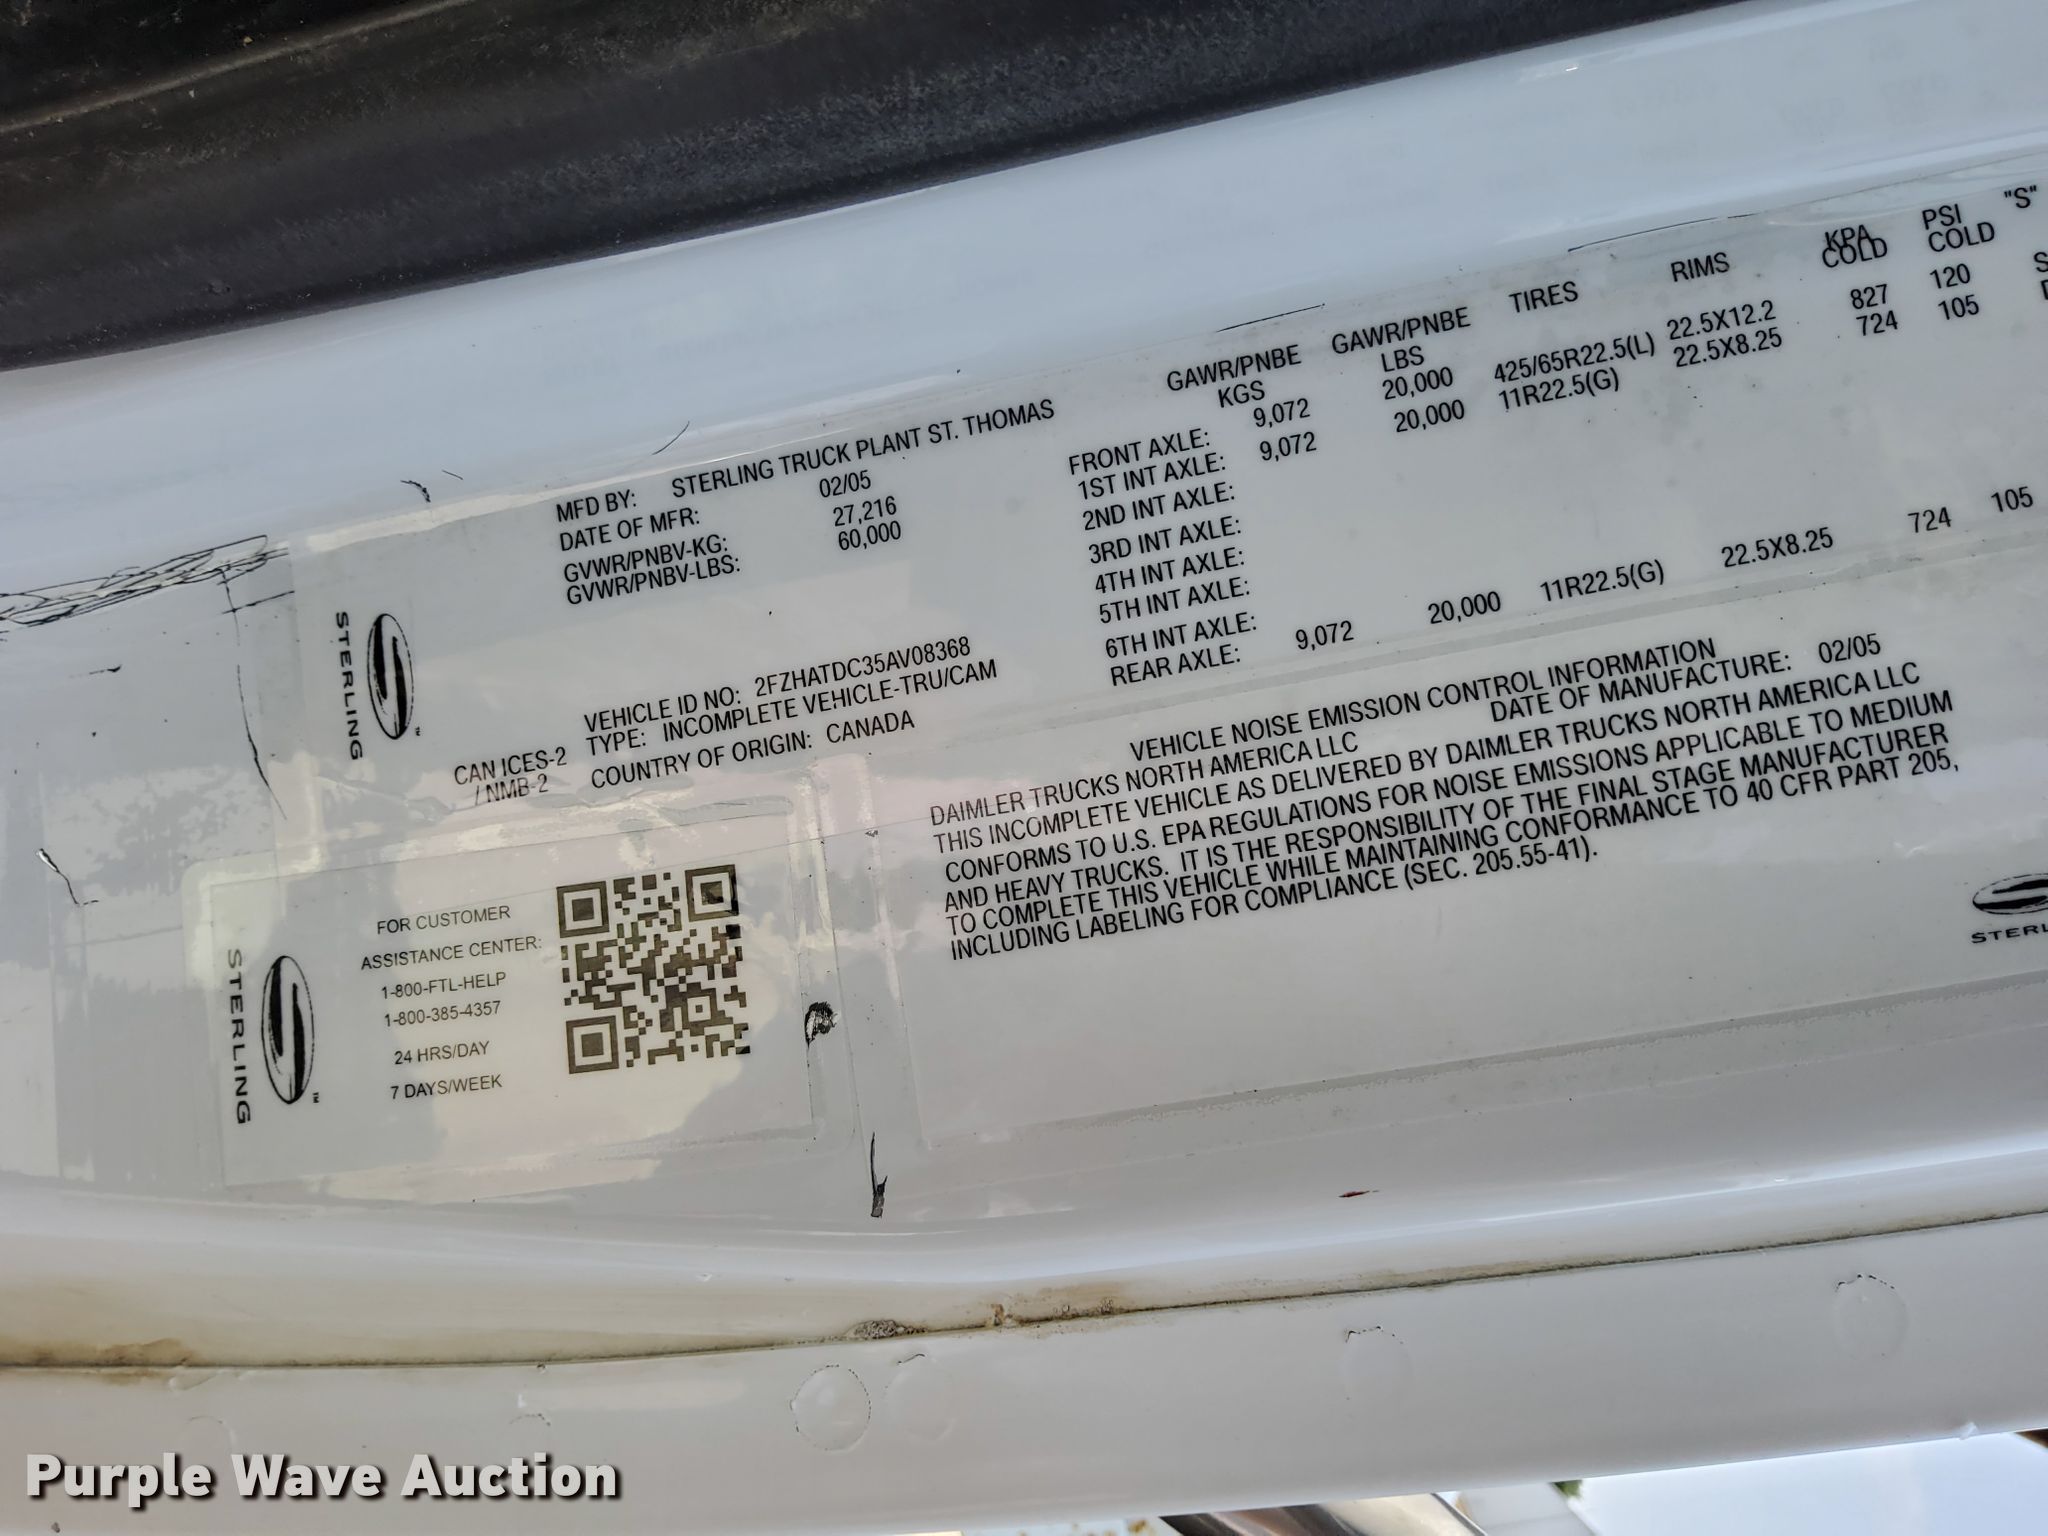 MFD BY: STERLING TRUCK PLANT ST. THOMAS
DATE OF MFR: 02/05
GVWR/PNBV-KG: 27,216
GVWR/PNBV-LBS: 60,000
STERLING
TM
CAN ICES-2
/ NMB-2
VEHICLE ID NO: 2FZHATDC35AV08368
TYPE: INCOMPLETE VEHICLE-TRU/CAM
COUNTRY OF ORIGIN: CANADA
GAWR/PNBE KGS GAWR/PNBE LBS TIRES RIMS KPA COLD PSI COLD "S"
FRONT AXLE: 9,072 20,000 425/65R22.5(L) 22.5X12.2 827 120
1ST INT AXLE: 9,072 20,000 11R22.5(G) 22.5X8.25 724 105
2ND INT AXLE:
3RD INT AXLE:
4TH INT AXLE:
5TH INT AXLE:
6TH INT AXLE:
REAR AXLE: 9,072 20,000 11R22.5(G) 22.5X8.25 724 105
VEHICLE NOISE EMISSION CONTROL INFORMATION
DAIMLER TRUCKS NORTH AMERICA LLC DATE OF MANUFACTURE: 02/05
THIS INCOMPLETE VEHICLE AS DELIVERED BY DAIMLER TRUCKS NORTH AMERICA LLC
CONFORMS TO U.S. EPA REGULATIONS FOR NOISE EMISSIONS APPLICABLE TO MEDIUM
AND HEAVY TRUCKS. IT IS THE RESPONSIBILITY OF THE FINAL STAGE MANUFACTURER
TO COMPLETE THIS VEHICLE WHILE MAINTAINING CONFORMANCE TO 40 CFR PART 205,
INCLUDING LABELING FOR COMPLIANCE (SEC. 205.55-41).
STERLING
TM
FOR CUSTOMER
ASSISTANCE CENTER:
1-800-FTL-HELP
1-800-385-4357
24 HRS/DAY
7 DAYS/WEEK
Purple Wave Auction